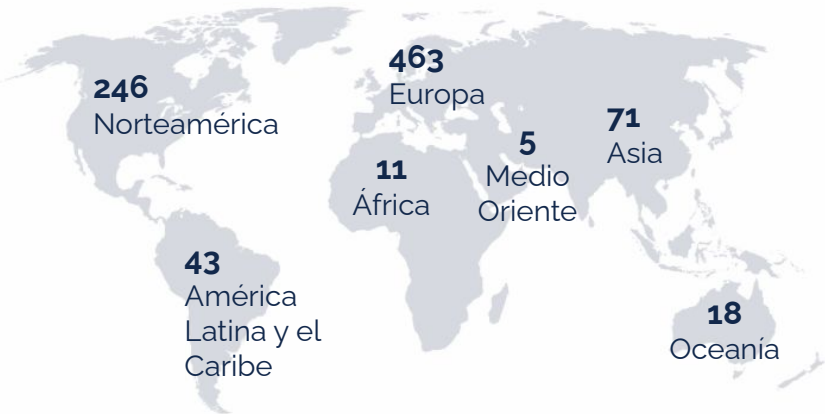 246
Norteamérica
463
Europa
71
Asia
5
Medio
Oriente
11
África
43
América
Latina y el
Caribe
18
Oceanía